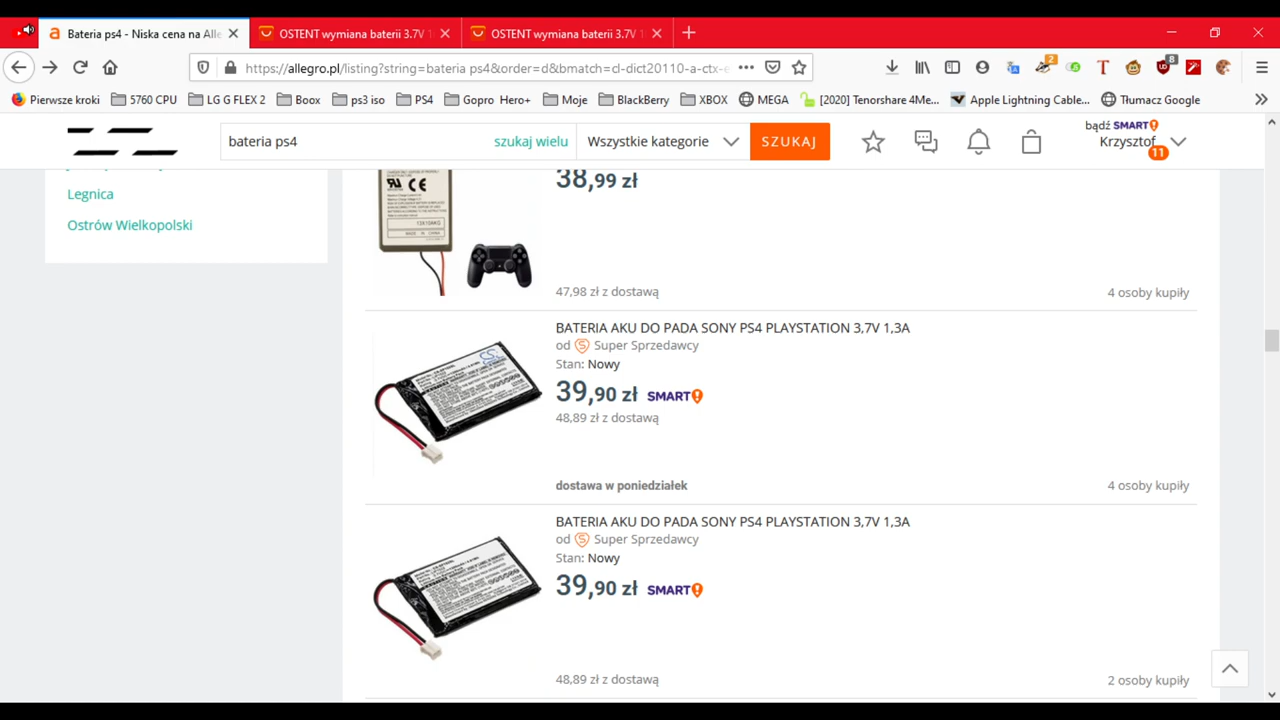 Bateria ps4 - Niska cena na Alle
OSTENT wymiana baterii 3.7V 1
OSTENT wymiana baterii 3.7V 1
https://allegro.pl/listing?string=bateria ps4&order=d&bmatch=cl-dict20110-a-ctx-e
2
8
Pierwsze kroki
5760 CPU
LG G FLEX 2
Boox
ps3 iso
PS4
Gopro Hero+
Moje
BlackBerry
XBOX
MEGA
[2020] Tenorshare 4Me...
Apple Lightning Cable...
Tłumacz Google
bateria ps4
szukaj wielu
Wszystkie kategorie
SZUKAJ
bądź SMART!
Krzysztof
11
Legnica
Ostrów Wielkopolski
38,99 zł
MADE IN CHINA
47,98 zł z dostawą
4 osoby kupiły
BATERIA AKU DO PADA SONY PS4 PLAYSTATION 3,7V 1,3A
od Super Sprzedawcy
Stan: Nowy
39,90 zł SMART!
48,89 zł z dostawą
dostawa w poniedziałek
4 osoby kupiły
BATERIA AKU DO PADA SONY PS4 PLAYSTATION 3,7V 1,3A
od Super Sprzedawcy
Stan: Nowy
39,90 zł SMART!
48,89 zł z dostawą
2 osoby kupiły